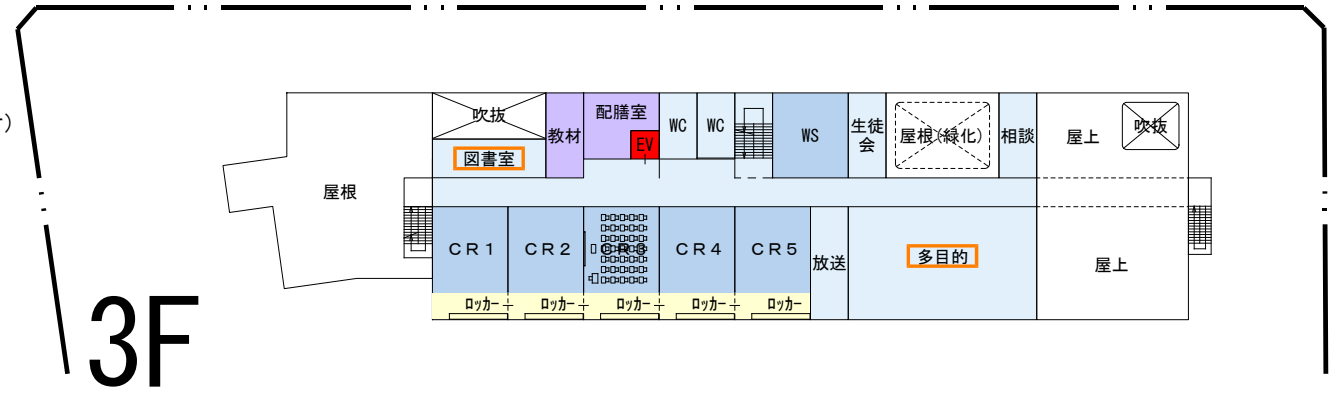 吹抜
配膳室
教材
EV
WC
WC
WS
生徒
会
屋根(緑化)
相談
屋上
吹抜
図書室
屋根
CR1
CR2
CR3
CR4
CR5
放送
多目的
屋上
ロッカー
ロッカー
ロッカー
ロッカー
ロッカー
3F